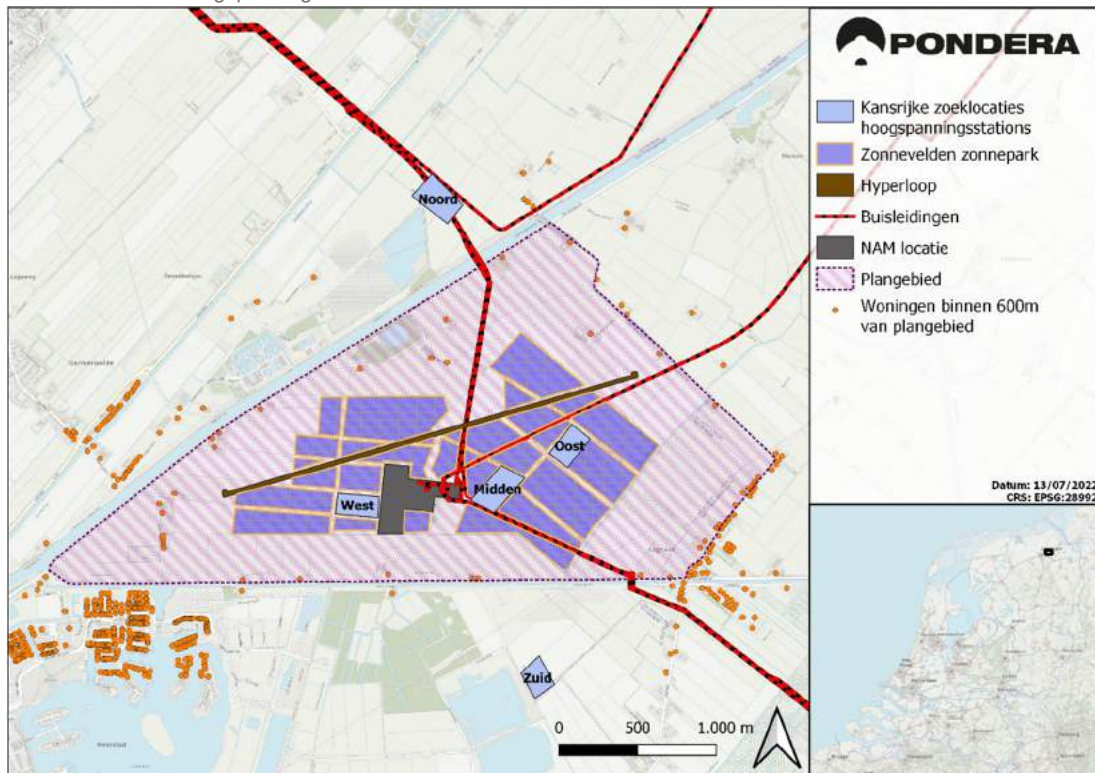 PONDERA
Kansrijke zoeklocaties
hoogspanningsstations
Zonnevelden zonnepark
Hyperloop
Buisleidingen
NAM locatie
Plangebied
Woningen binnen 600m
van plangebied
Noord
Oost
Midden
West
Zuid
0 500 1.000 m
Datum: 13/07/2022
CRS: EPSG:28992